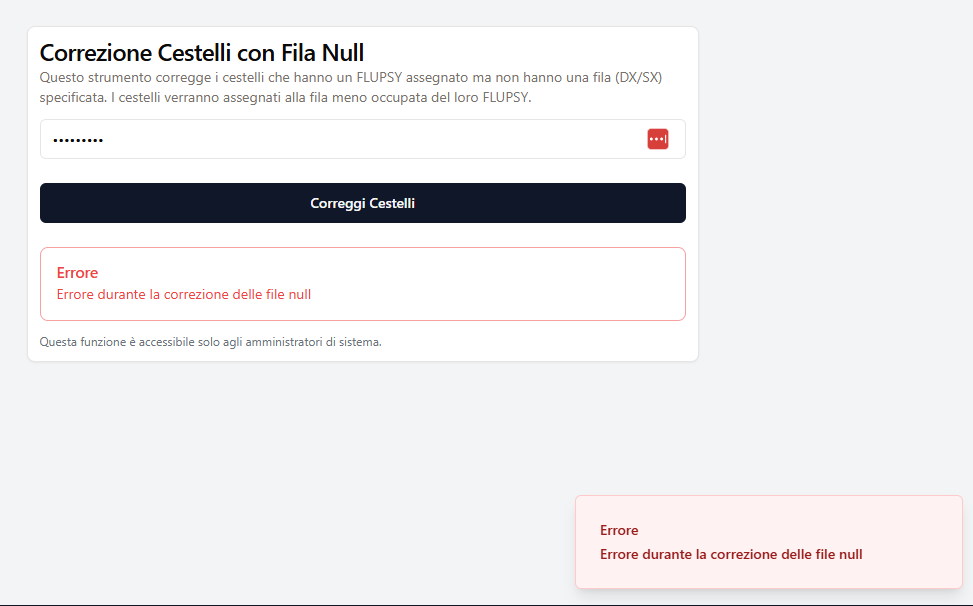 Correzione Cestelli con Fila Null
Questo strumento corregge i cestelli che hanno un FLUPSY assegnato ma non hanno una fila (DX/SX)
specificata. I cestelli verranno assegnati alla fila meno occupata del loro FLUPSY.
•••••••••
Correggi Cestelli
Errore
Errore durante la correzione delle file null
Questa funzione è accessibile solo agli amministratori di sistema.
Errore
Errore durante la correzione delle file null